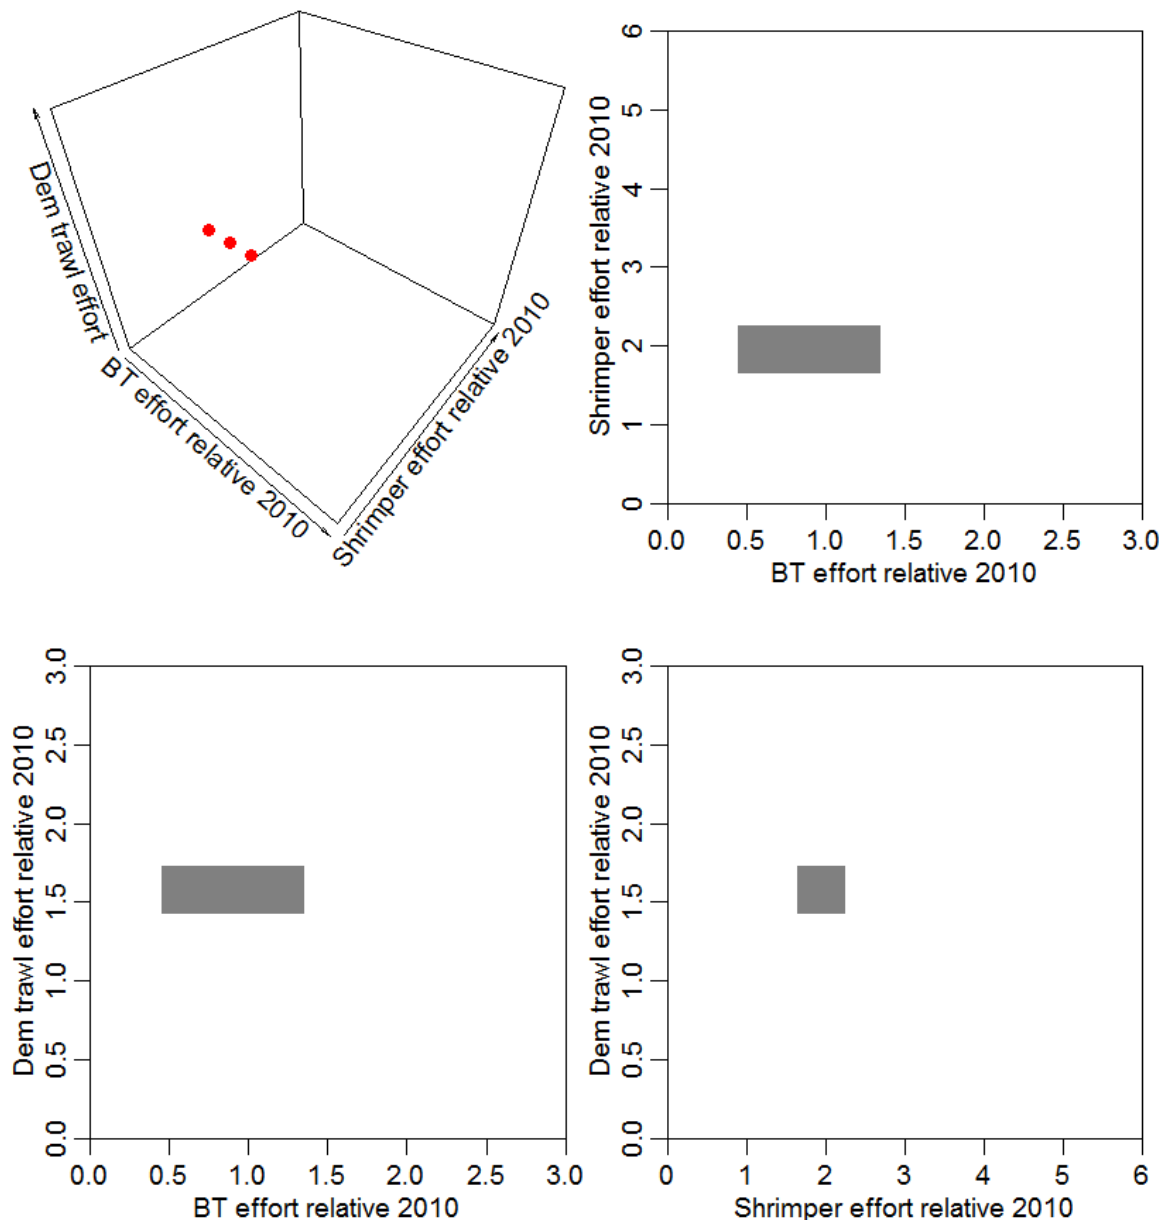 Dem trawl effort
BT effort relative 2010
Shrimper effort relative 2010
Shrimper effort relative 2010
6
5
4
3
2
1
0
0.0 0.5 1.0 1.5 2.0 2.5 3.0
BT effort relative 2010
Dem trawl effort relative 2010
3.0
2.5
2.0
1.5
1.0
0.5
0.0
0.0 0.5 1.0 1.5 2.0 2.5 3.0
BT effort relative 2010
Dem trawl effort relative 2010
3.0
2.5
2.0
1.5
1.0
0.5
0.0
0 1 2 3 4 5 6
Shrimper effort relative 2010